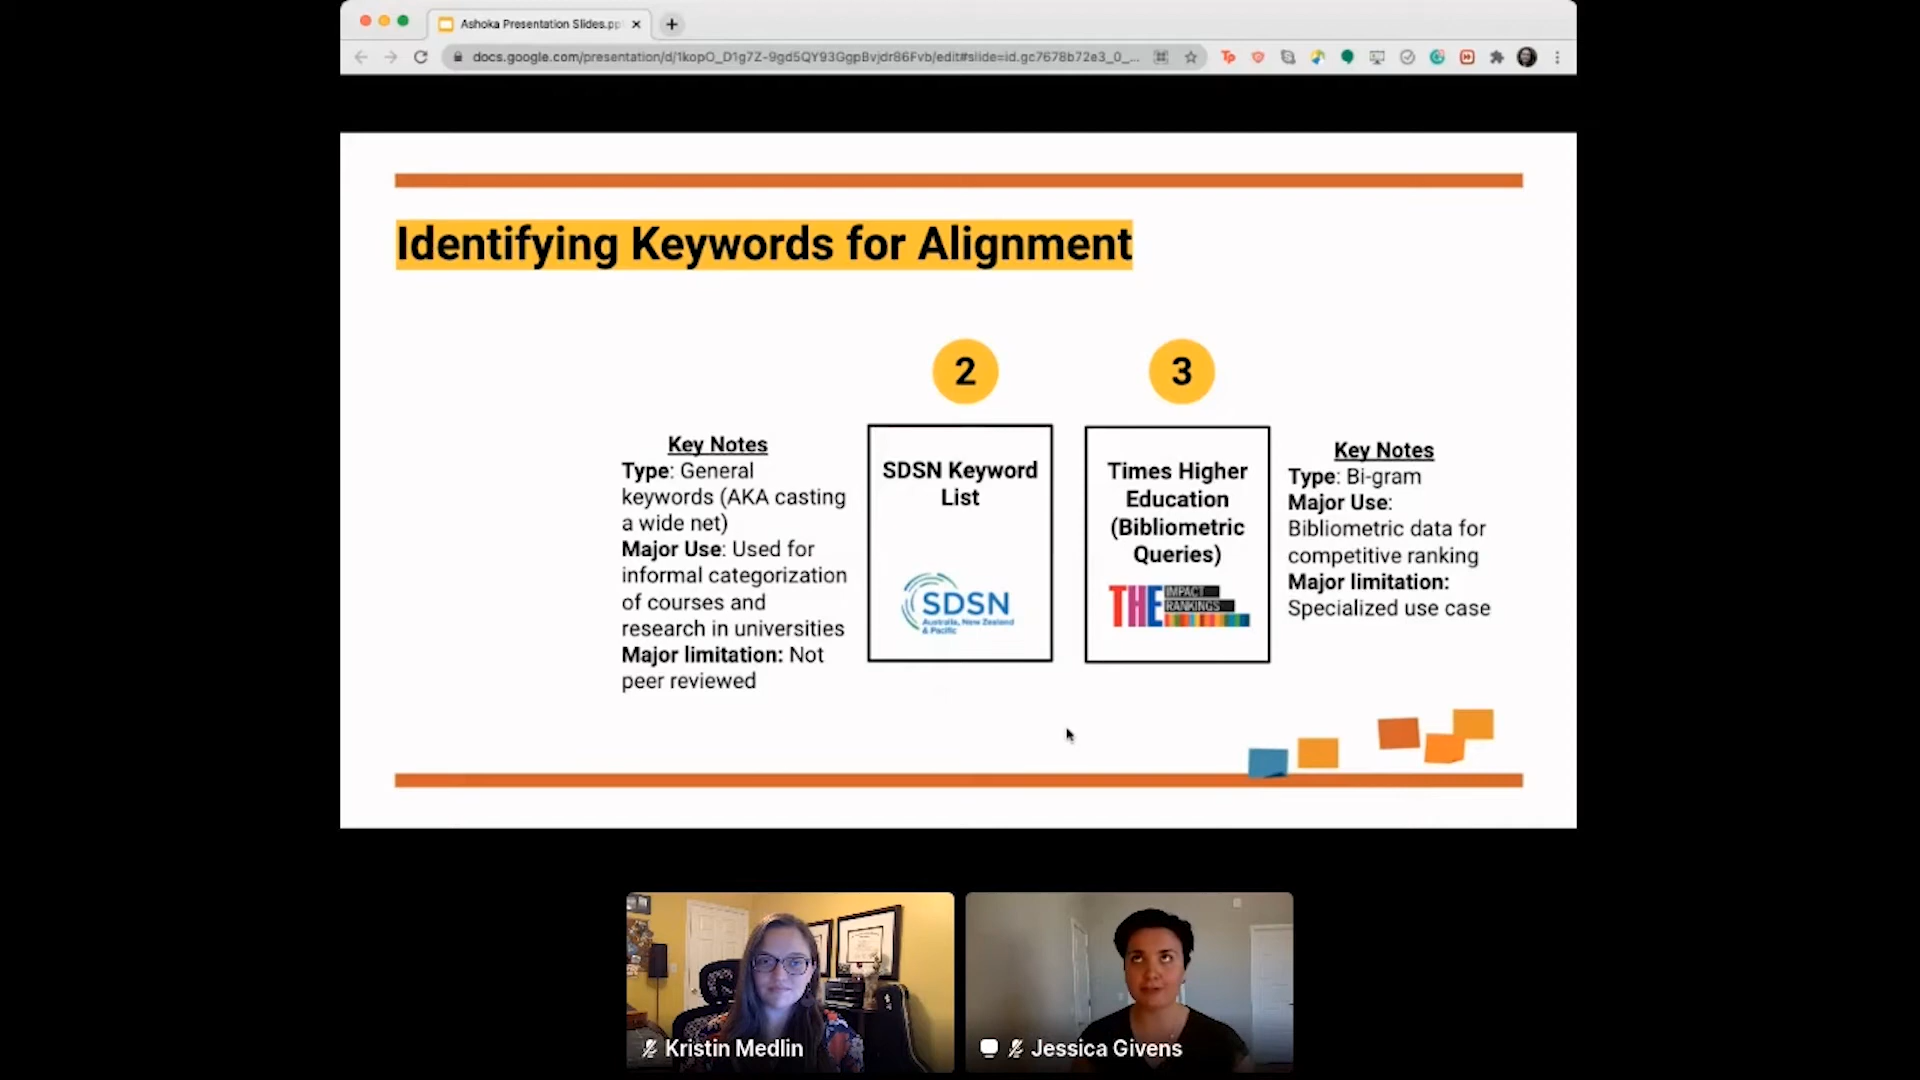 Ashoka Presentation Slides.pp
docs.google.com/presentation/d/1kopO_D1g7Z-9gd5QY93GgpBvjdr86Fvb/edit#slide=id.gc7678b72e3_0_...
Identifying Keywords for Alignment
2
3
Key Notes
Type: General
keywords (AKA casting
a wide net)
Major Use: Used for
informal categorization
of courses and
research in universities
Major limitation: Not
peer reviewed
SDSN Keyword
List
SDSN
Australia, New Zealand
& Pacific
Times Higher
Education
(Bibliometric
Queries)
THE
IMPACT
RANKINGS
Key Notes
Type: Bi-gram
Major Use:
Bibliometric data for
competitive ranking
Major limitation:
Specialized use case
Kristin Medlin
Jessica Givens